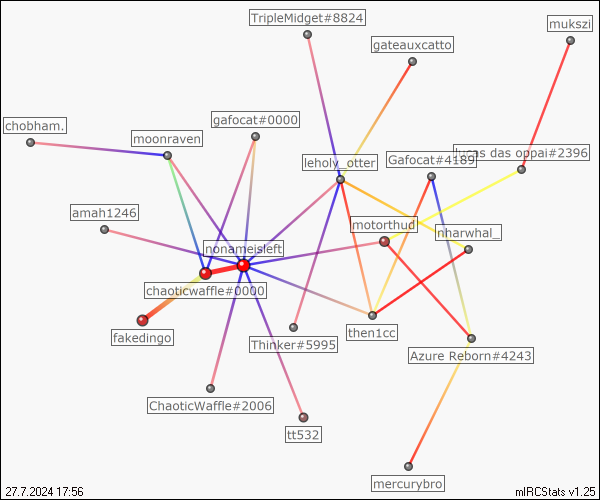 TripleMidget#8824
mukszi
gateauxcatto
gafocat#0000
chobham.
moonraven
lucas das oppai#2396
Gafocat#4189
leholy_otter
amah1246
motorthud
nharwhal_
nonameisleft
chaoticwaffle#0000
fakedingo
then1cc
Thinker#5995
Azure Reborn#4243
ChaoticWaffle#2006
tt532
mercurybro
27.7.2024 17:56
mIRCStats v1.25